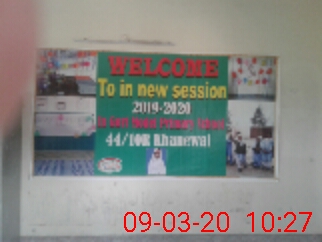 WELCOME
To in new session
2019-2020
44/10R Khanewal
09-03-20 10:27